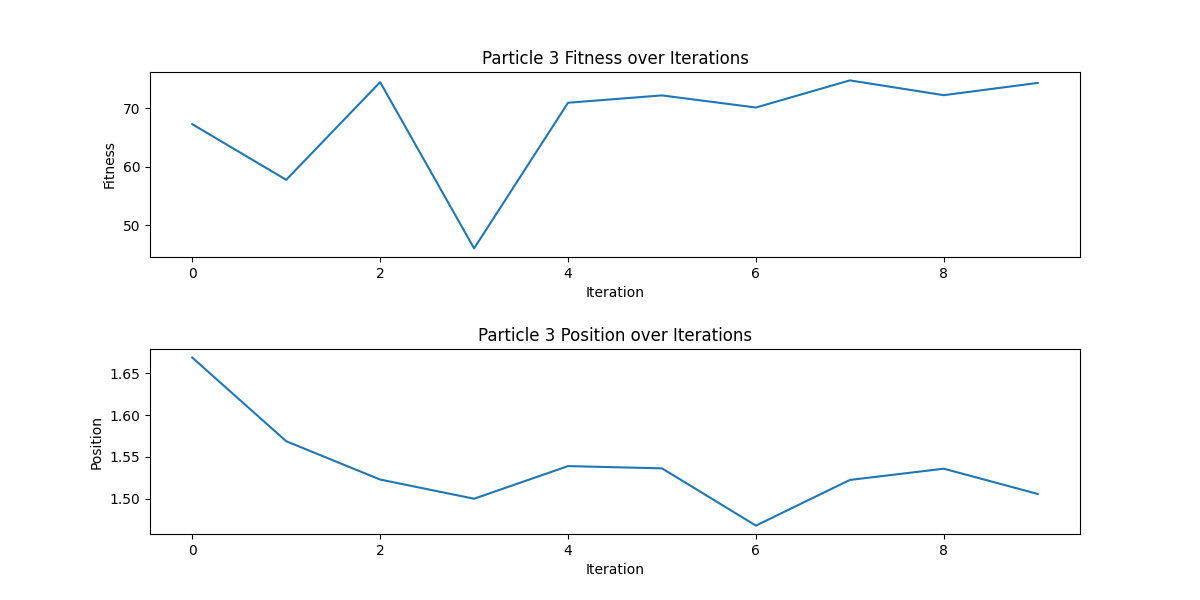 Particle 3 Fitness over Iterations
Fitness
70
60
50
0 2 4 6 8
Iteration
Particle 3 Position over Iterations
Position
1.65
1.60
1.55
1.50
0 2 4 6 8
Iteration